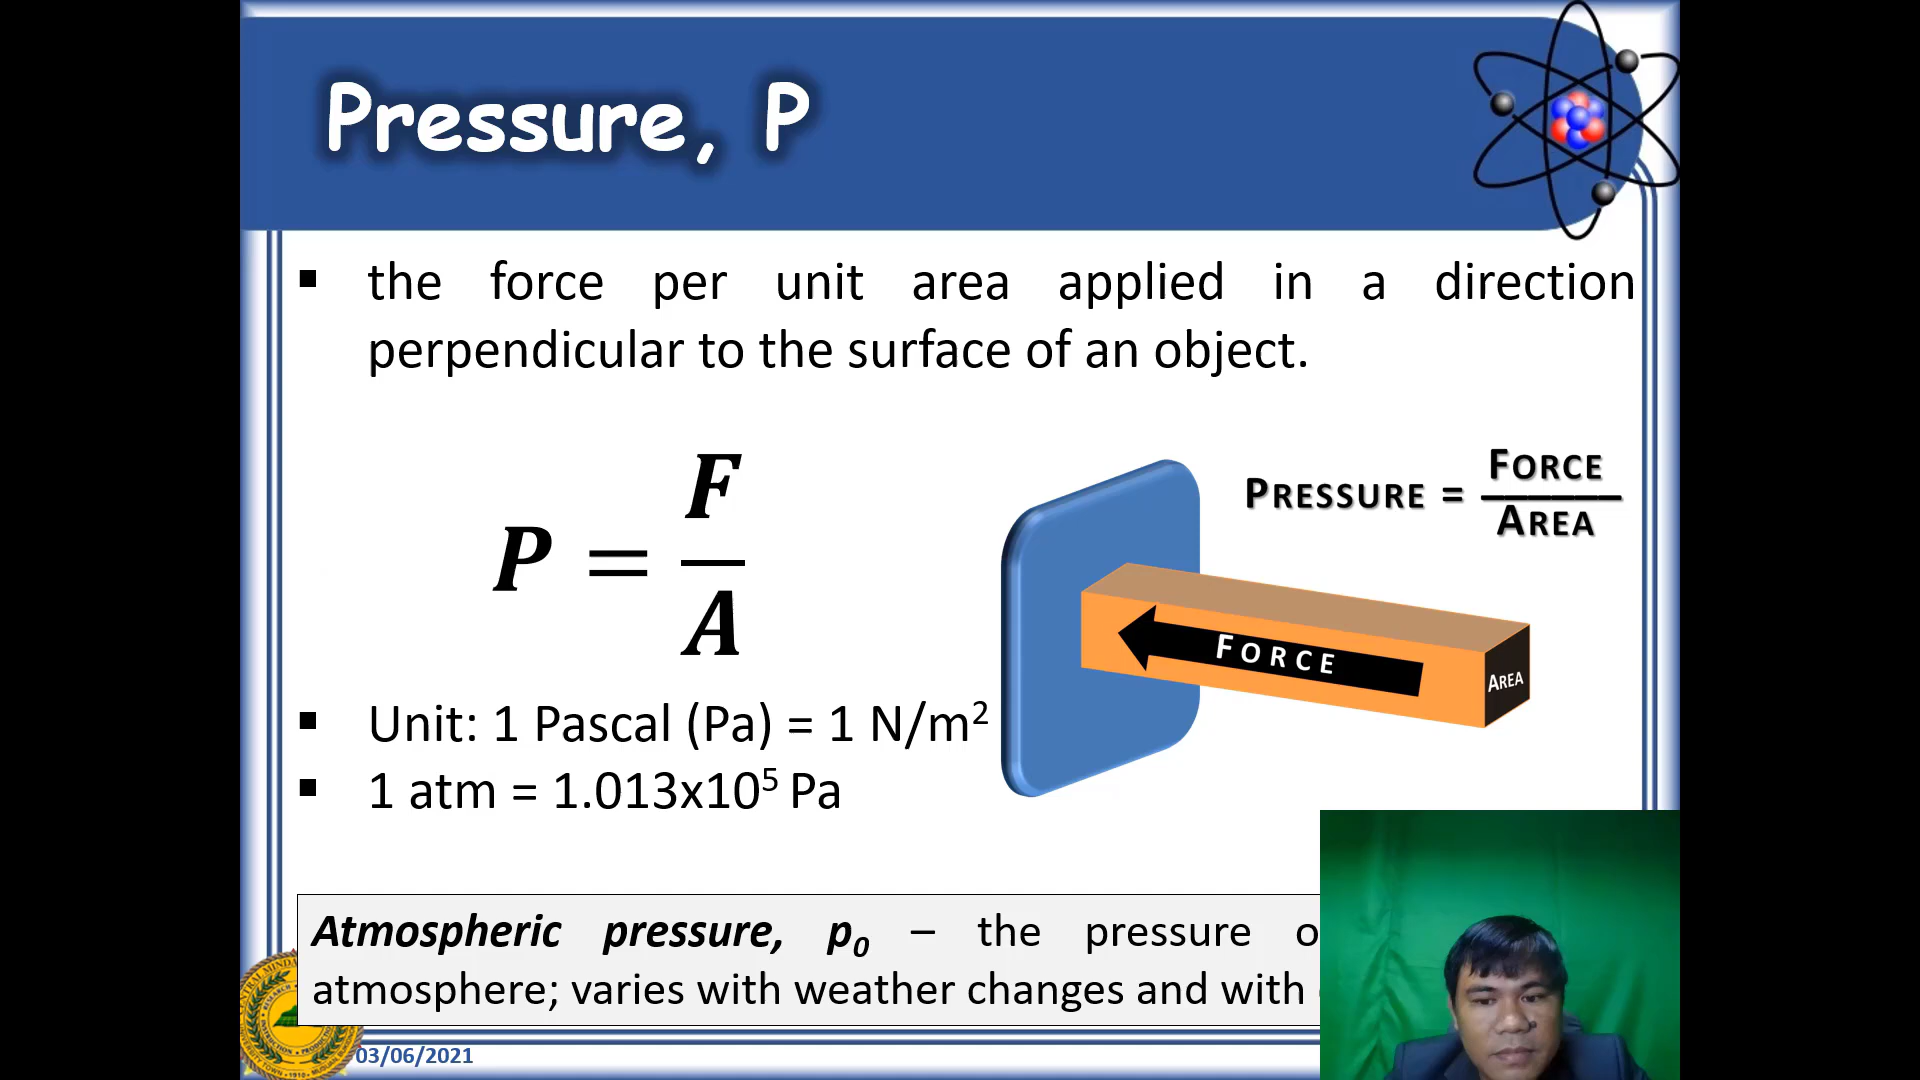 Pressure, P
▪ the force per unit area applied in a direction
perpendicular to the surface of an object.
P = F/A
PRESSURE = FORCE/AREA
FORCE
AREA
▪ Unit: 1 Pascal (Pa) = 1 N/m²
▪ 1 atm = 1.013x10⁵ Pa
Atmospheric pressure, p₀ – the pressure
atmosphere; varies with weather changes and with
03/06/2021